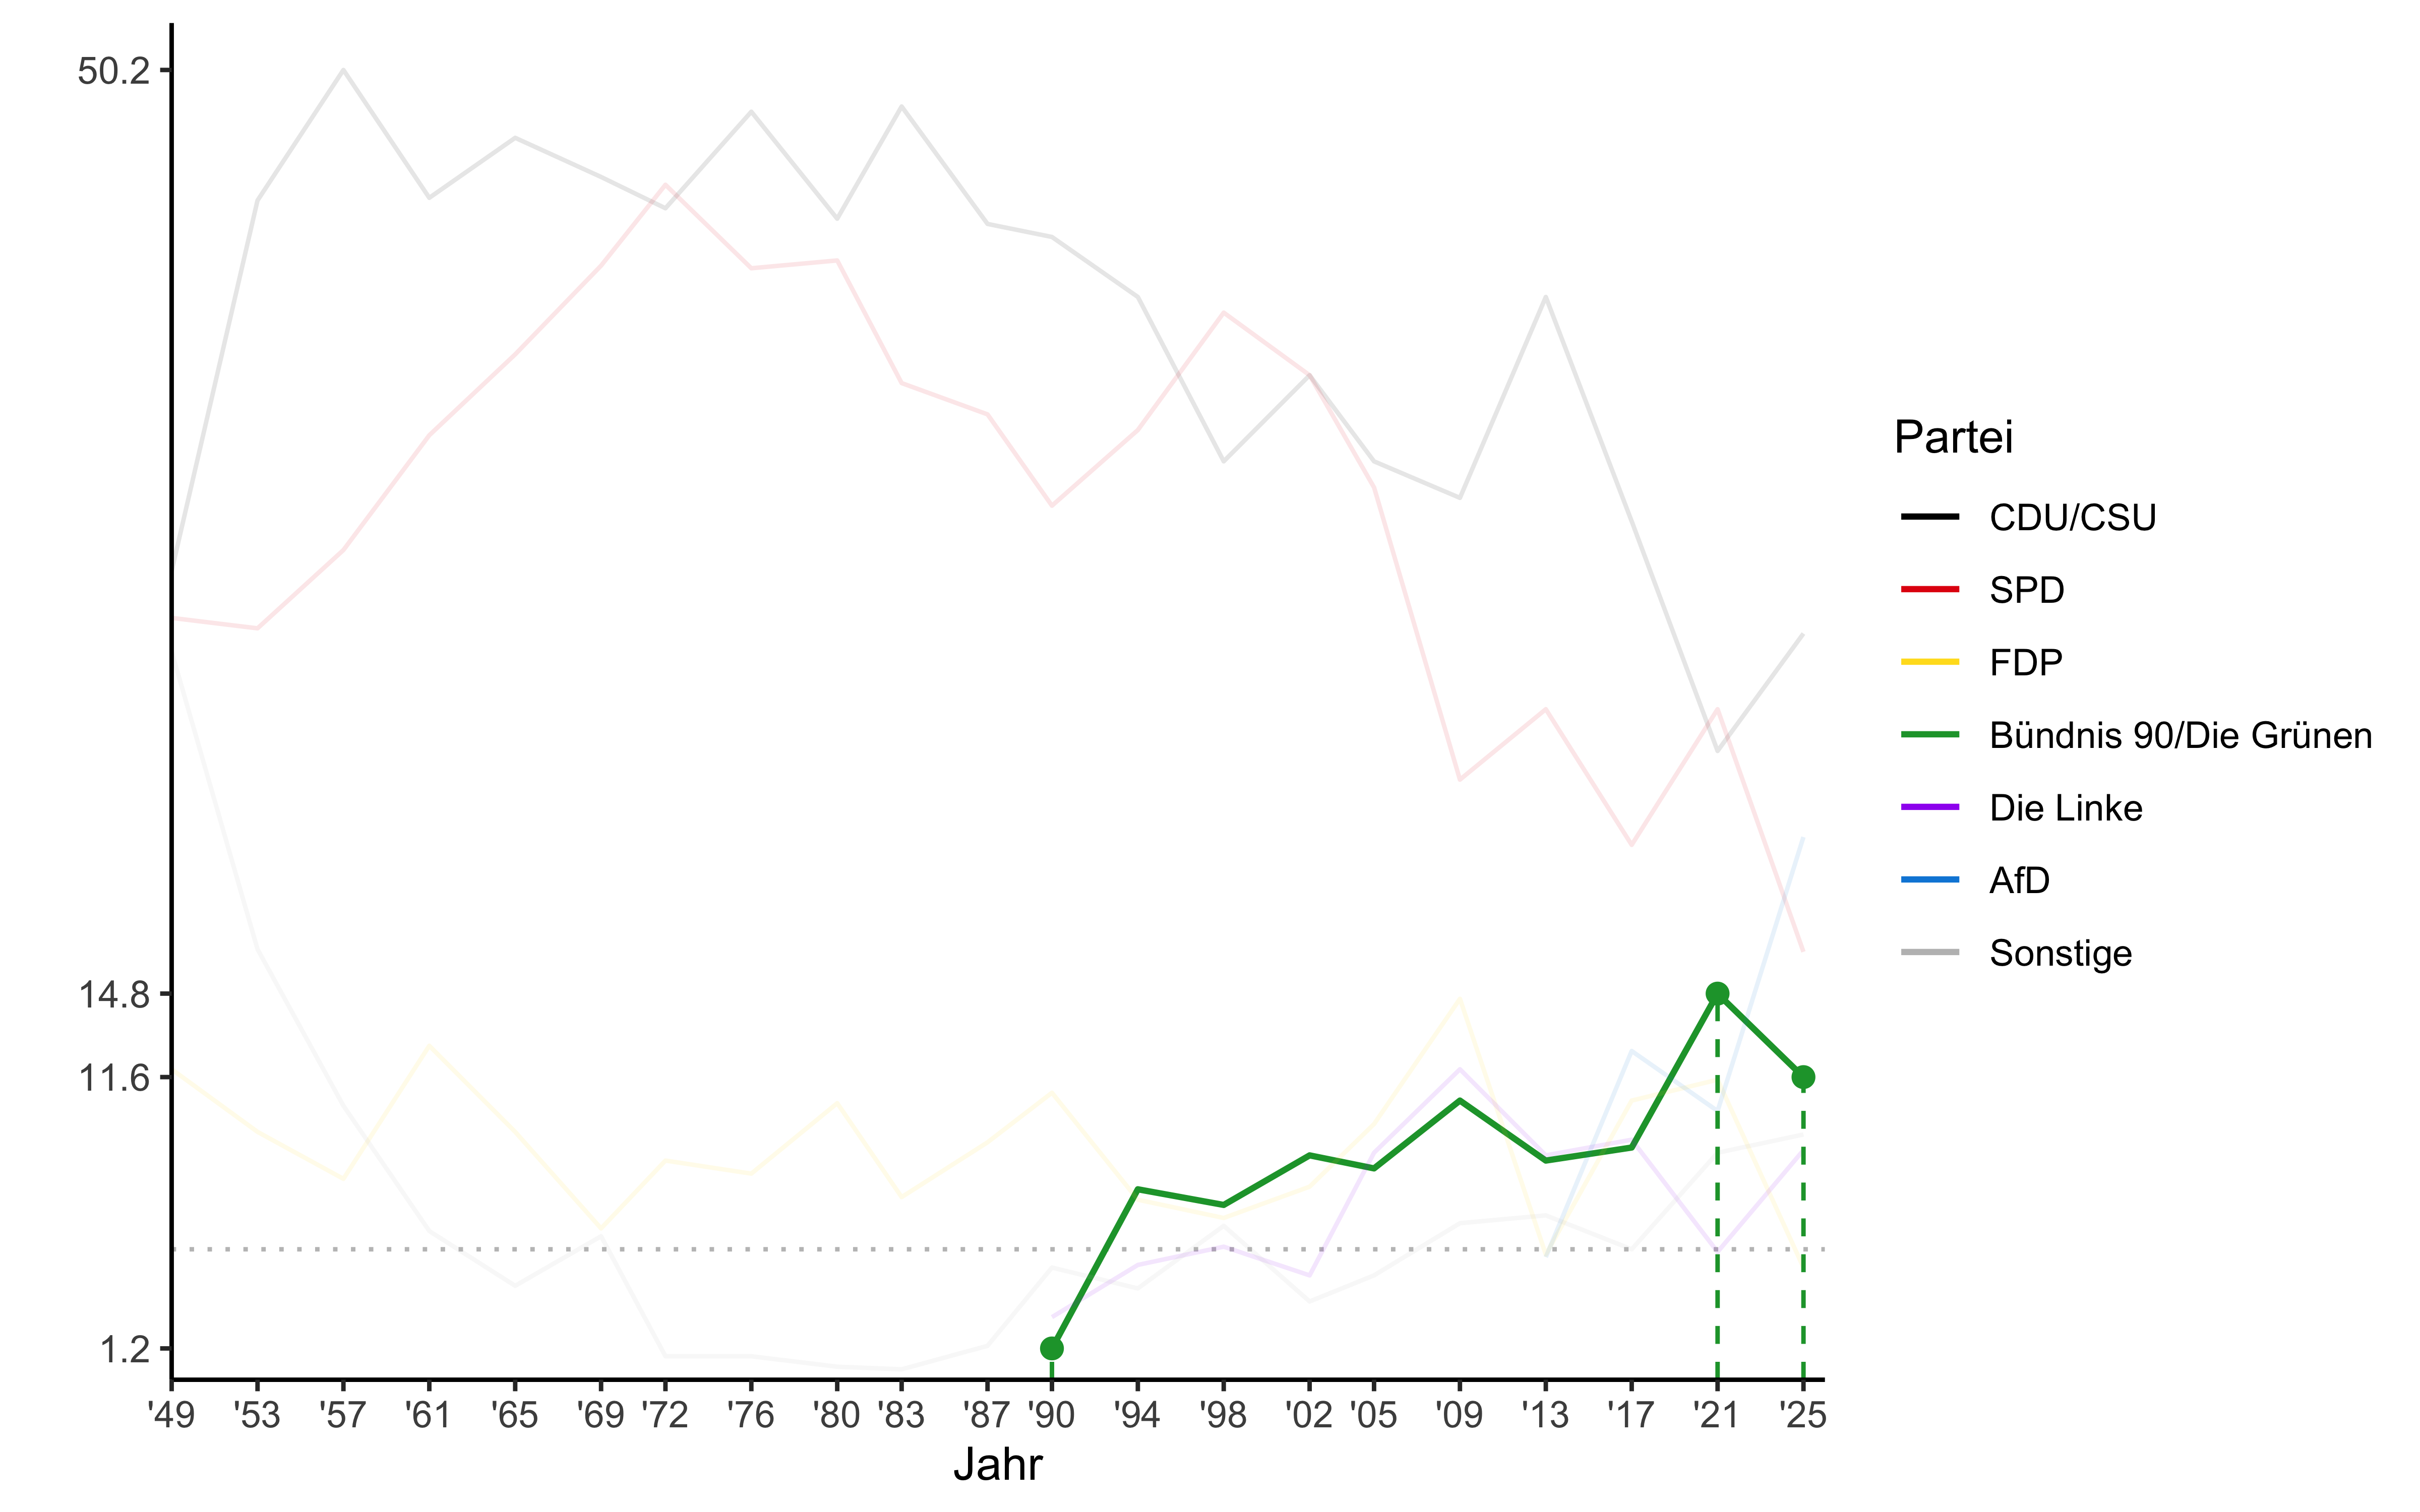 50.2
14.8
11.6
1.2
'49 '53 '57 '61 '65 '69 '72 '76 '80 '83 '87 '90 '94 '98 '02 '05 '09 '13 '17 '21 '25
Jahr
Partei
CDU/CSU
SPD
FDP
Bündnis 90/Die Grünen
Die Linke
AfD
Sonstige